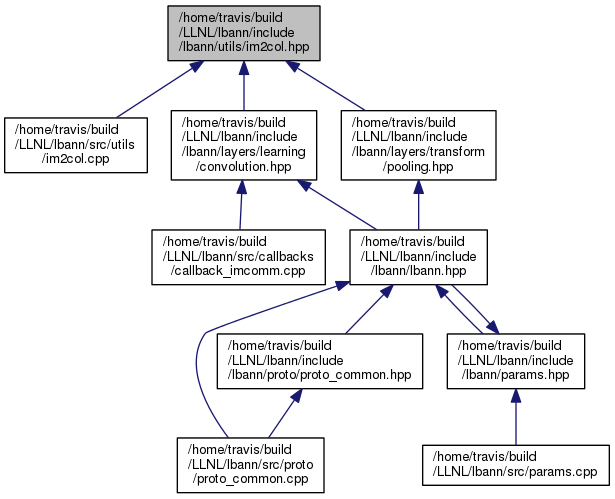 /home/travis/build
/LLNL/lbann/include
/lbann/utils/im2col.hpp
/home/travis/build
/LLNL/lbann/src/utils
/im2col.cpp
/home/travis/build
/LLNL/lbann/include
/lbann/layers/learning
/convolution.hpp
/home/travis/build
/LLNL/lbann/include
/lbann/layers/transform
/pooling.hpp
/home/travis/build
/LLNL/lbann/src/callbacks
/callback_imcomm.cpp
/home/travis/build
/LLNL/lbann/include
/lbann/lbann.hpp
/home/travis/build
/LLNL/lbann/include
/lbann/proto/proto_common.hpp
/home/travis/build
/LLNL/lbann/include
/lbann/params.hpp
/home/travis/build
/LLNL/lbann/src/proto
/proto_common.cpp
/home/travis/build
/LLNL/lbann/src/params.cpp